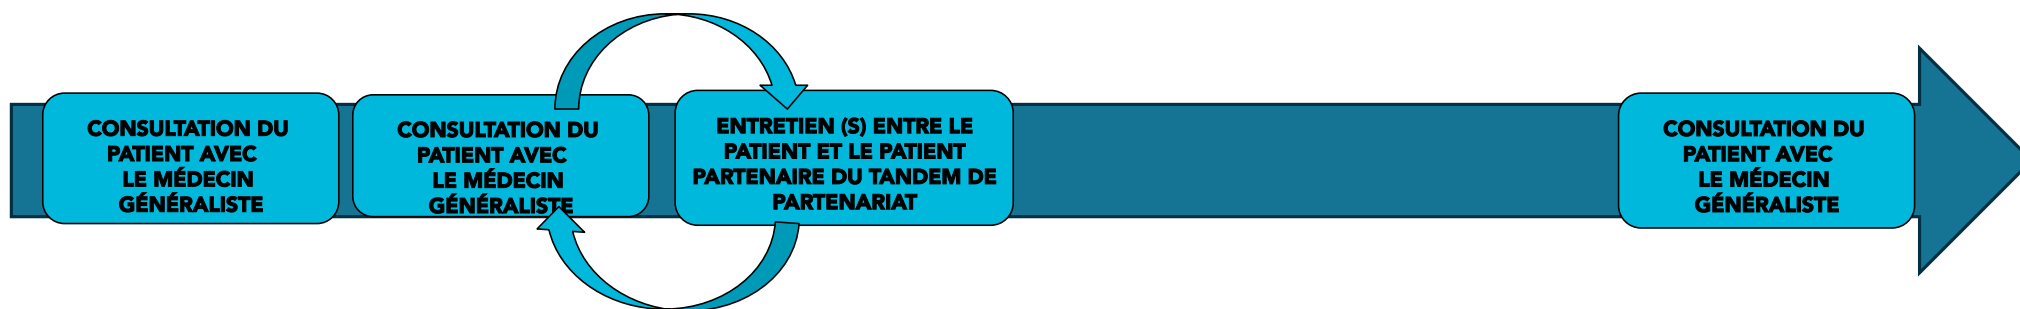 CONSULTATION DU
PATIENT AVEC
LE MÉDECIN
GÉNÉRALISTE
CONSULTATION DU
PATIENT AVEC
LE MÉDECIN
GÉNÉRALISTE
ENTRETIEN (S) ENTRE LE
PATIENT ET LE PATIENT
PARTENAIRE DU TANDEM DE
PARTENARIAT
CONSULTATION DU
PATIENT AVEC
LE MÉDECIN
GÉNÉRALISTE